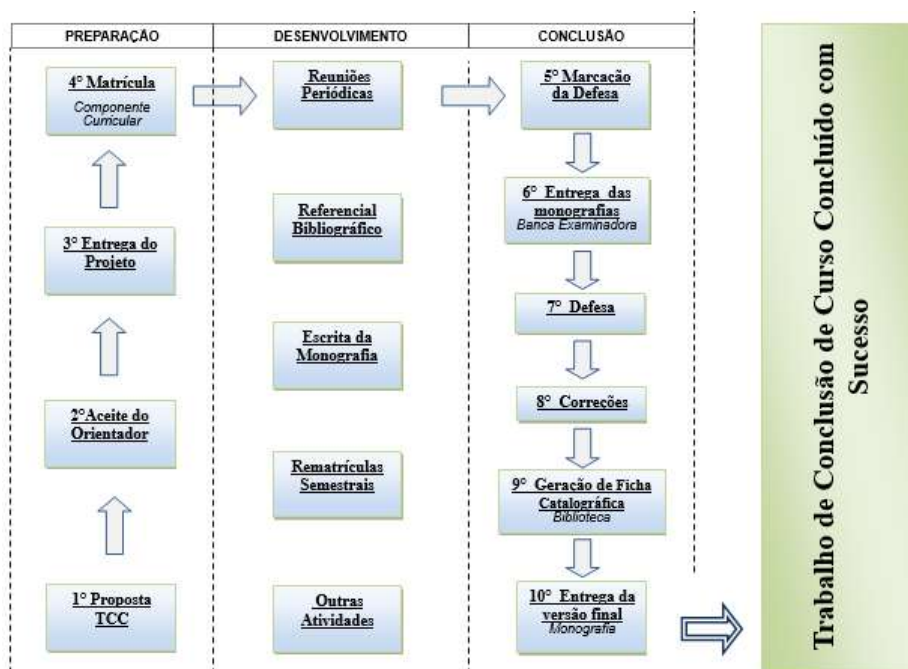 PREPARAÇÃO
DESENVOLVIMENTO
CONCLUSÃO
4° Matrícula
Componente
Curricular
3° Entrega do
Projeto
2°Aceite do
Orientador
1° Proposta
TCC
Reuniões
Periódicas
Referencial
Bibliográfico
Escrita da
Monografia
Rematrículas
Semestrais
Outras
Atividades
5° Marcação
da Defesa
6° Entrega das
monografias
Banca Examinadora
7° Defesa
8° Correções
9° Geração de Ficha
Catalográfica
Biblioteca
10° Entrega da
versão final
Monografia
Trabalho de Conclusão de Curso Concluído com
Sucesso